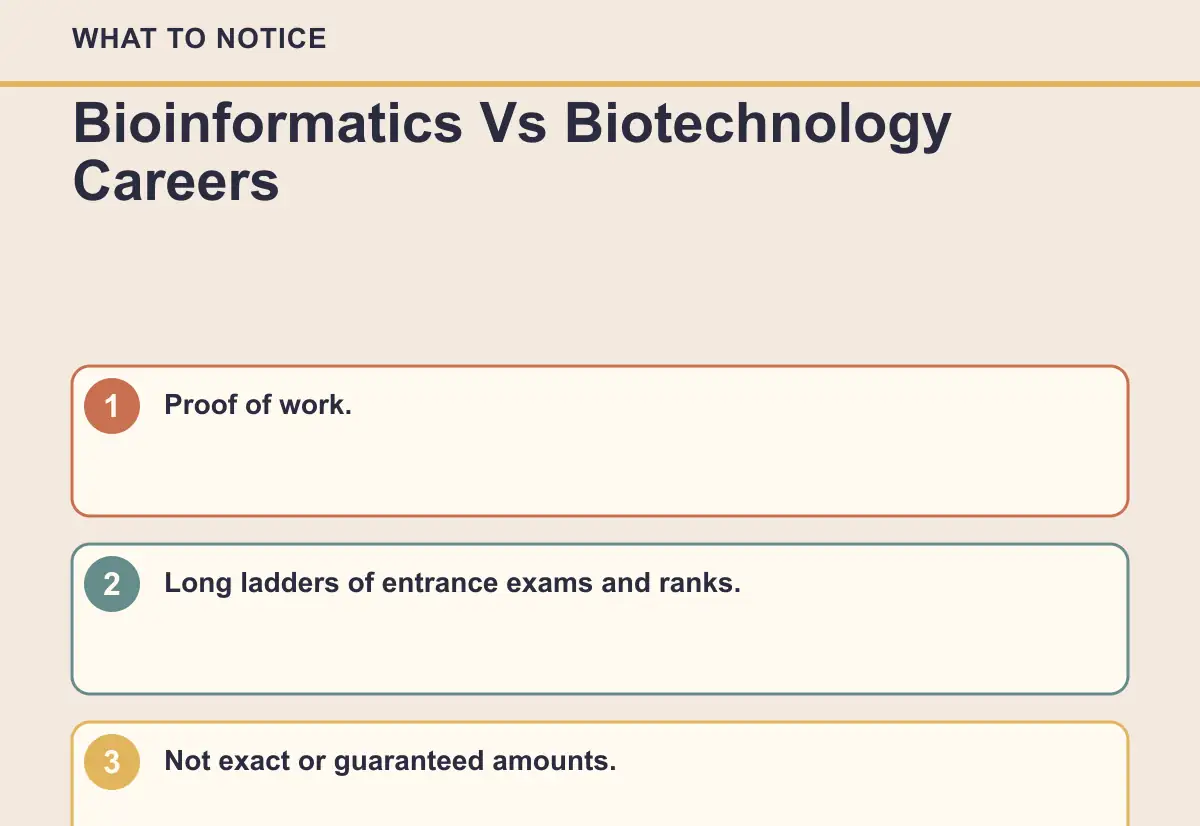 WHAT TO NOTICE
Bioinformatics Vs Biotechnology
Careers
1
Proof of work.
2
Long ladders of entrance exams and ranks.
3
Not exact or guaranteed amounts.